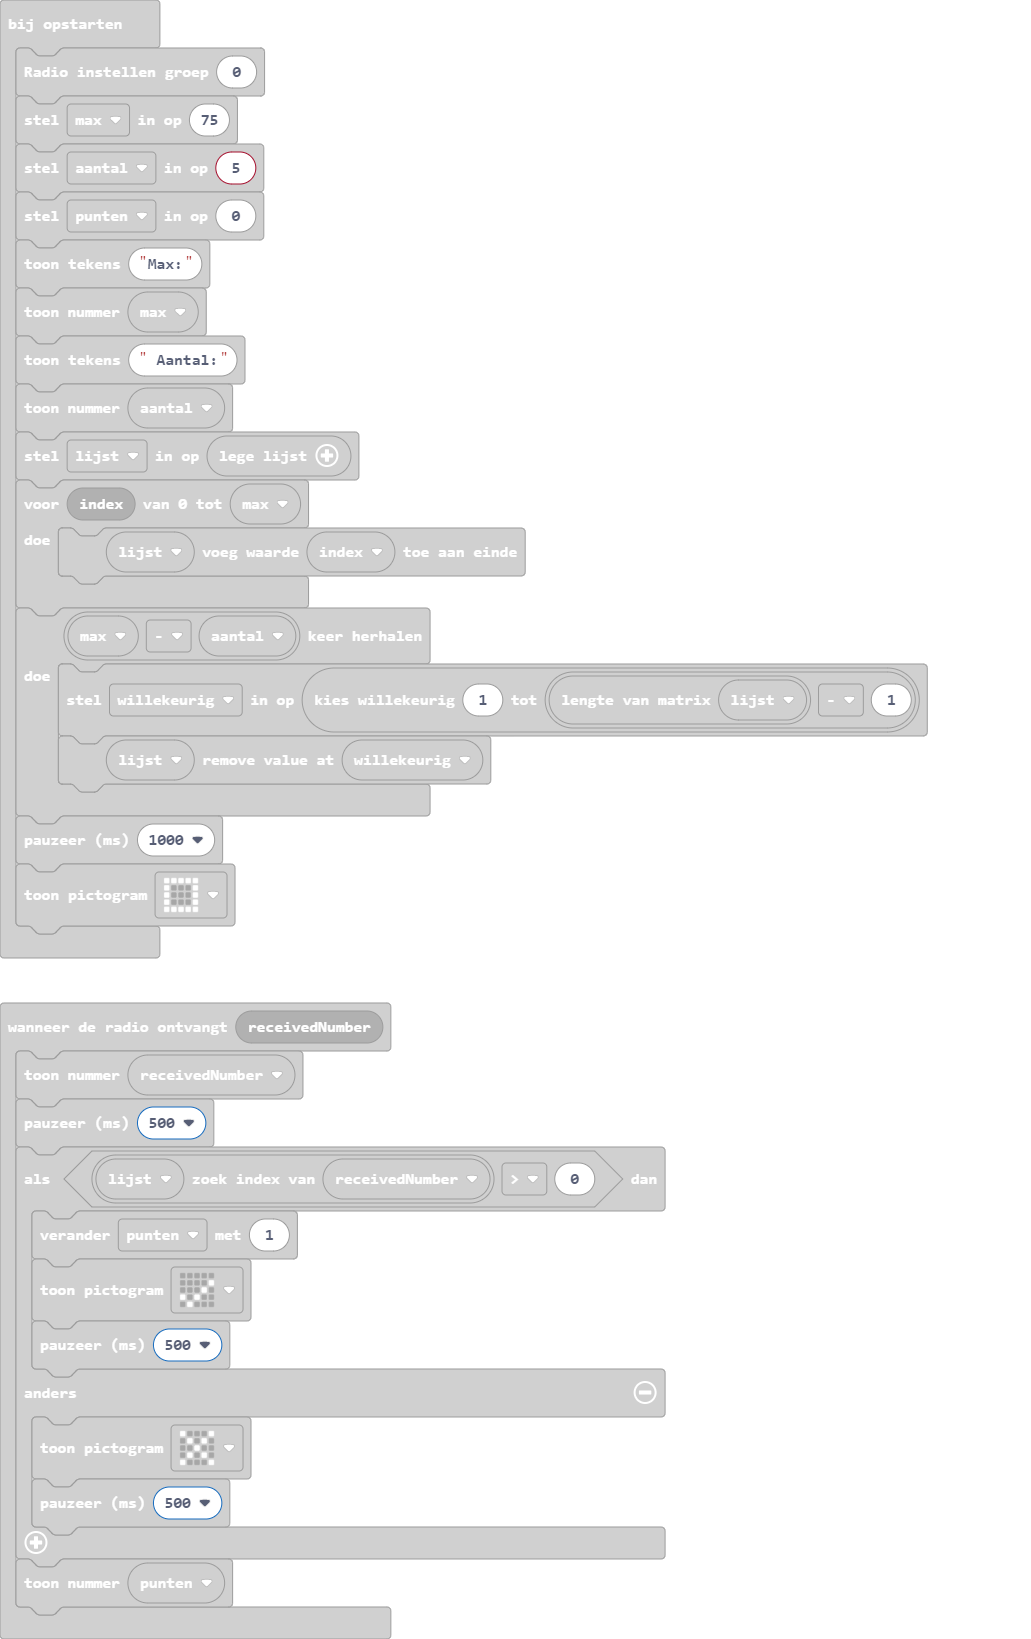 bij opstarten
Radio instellen groep 0
stel max in op 75
stel aantal in op 5
stel punten in op 0
toon tekens "Max:"
toon nummer max
toon tekens " Aantal:"
toon nummer aantal
stel lijst in op lege lijst
voor index van 0 tot max
doe
lijst voeg waarde index toe aan einde
max - aantal keer herhalen
doe
stel willekeurig in op kies willekeurig 1 tot lengte van matrix lijst - 1
lijst remove value at willekeurig
pauzeer (ms) 1000
toon pictogram
wanneer de radio ontvangt receivedNumber
toon nummer receivedNumber
pauzeer (ms) 500
als lijst zoek index van receivedNumber > 0 dan
verander punten met 1
toon pictogram
pauzeer (ms) 500
anders
toon pictogram
pauzeer (ms) 500
toon nummer punten